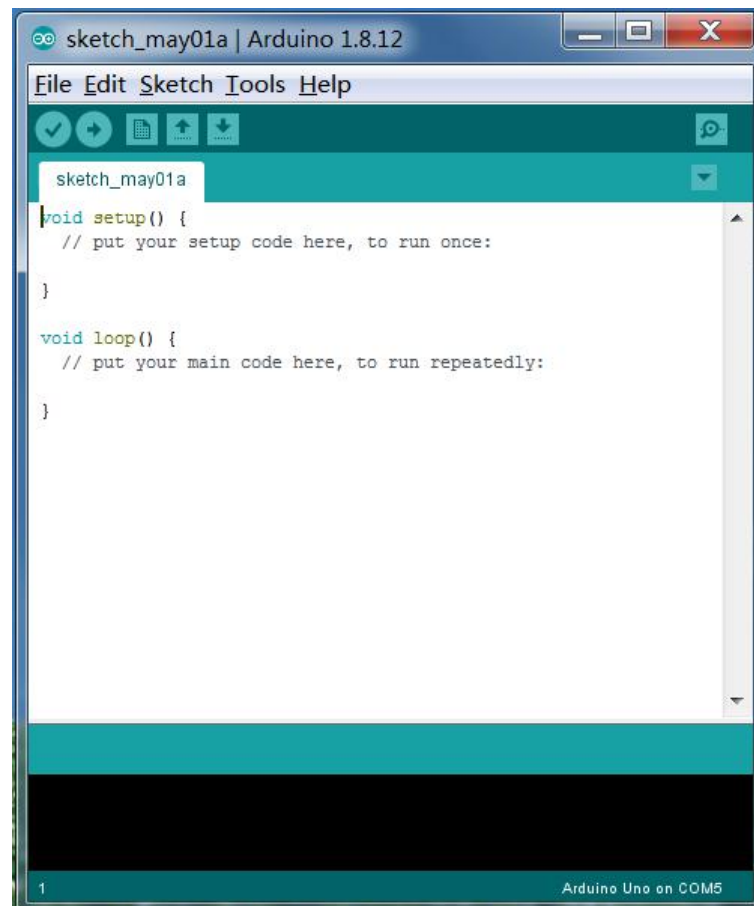 sketch_may01a | Arduino 1.8.12
File Edit Sketch Tools Help
sketch_may01a
void setup() {
  // put your setup code here, to run once:
}
void loop() {
  // put your main code here, to run repeatedly:
}
1 Arduino Uno on COM5